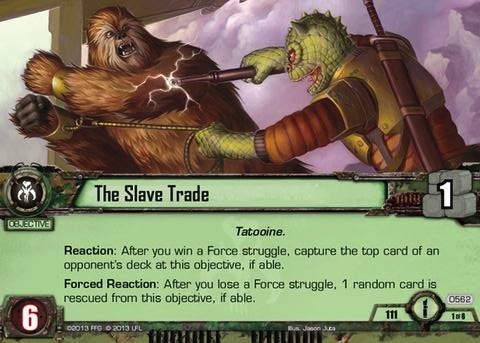 The Slave Trade
1
OBJECTIVE
Tatooine.
Reaction: After you win a Force struggle, capture the top card of an
opponent's deck at this objective, if able.
Forced Reaction: After you lose a Force struggle, 1 random card is
rescued from this objective, if able.
6
111
0562
1 of 6
©2013 FFG © 2013 LFL
Illus. Jason Juta